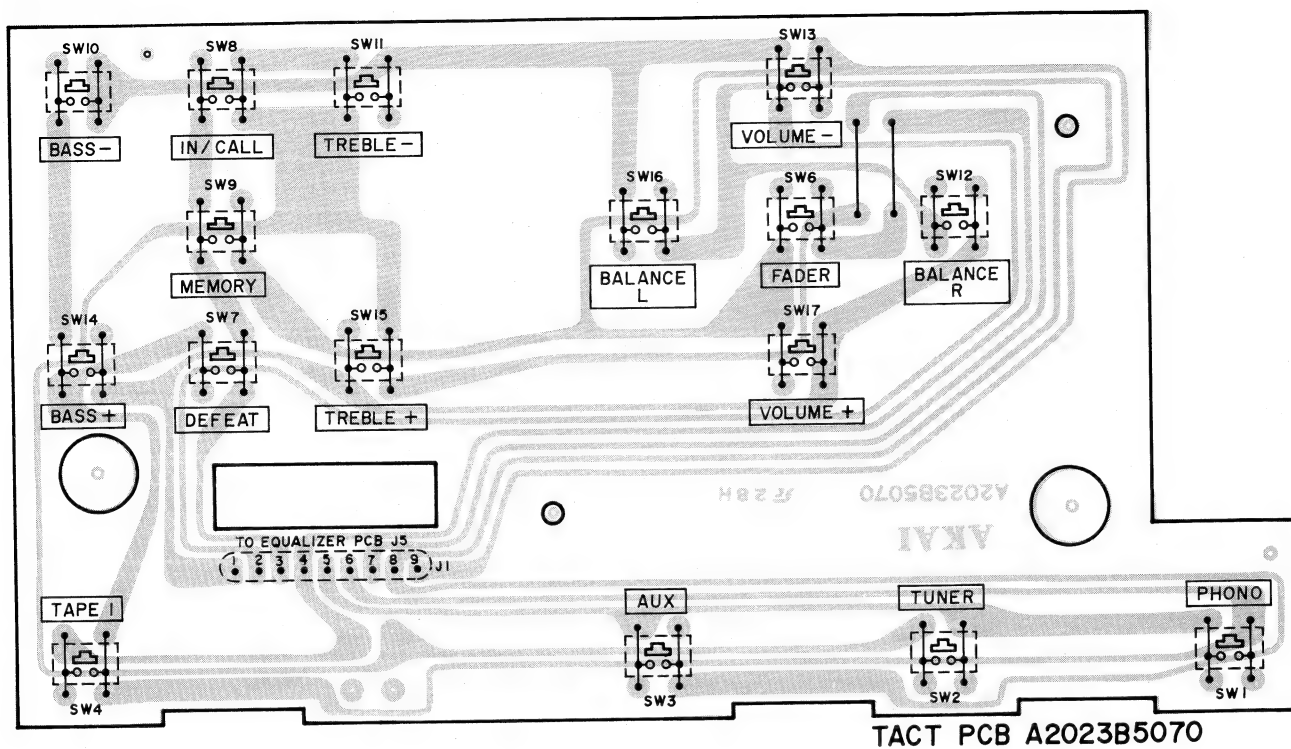 SW10 SW8 SW11 SW13
BASS− IN/CALL TREBLE− VOLUME−
SW9 SW16 SW6 SW12
MEMORY BALANCE L FADER BALANCE R
SW14 SW7 SW15 SW17
BASS+ DEFEAT TREBLE+ VOLUME+
A2023B5070
AKAI
TO EQUALIZER PCB J5
1 2 3 4 5 6 7 8 9 J1
TAPE 1 AUX TUNER PHONO
SW4 SW3 SW2 SW1
TACT PCB A2023B5070